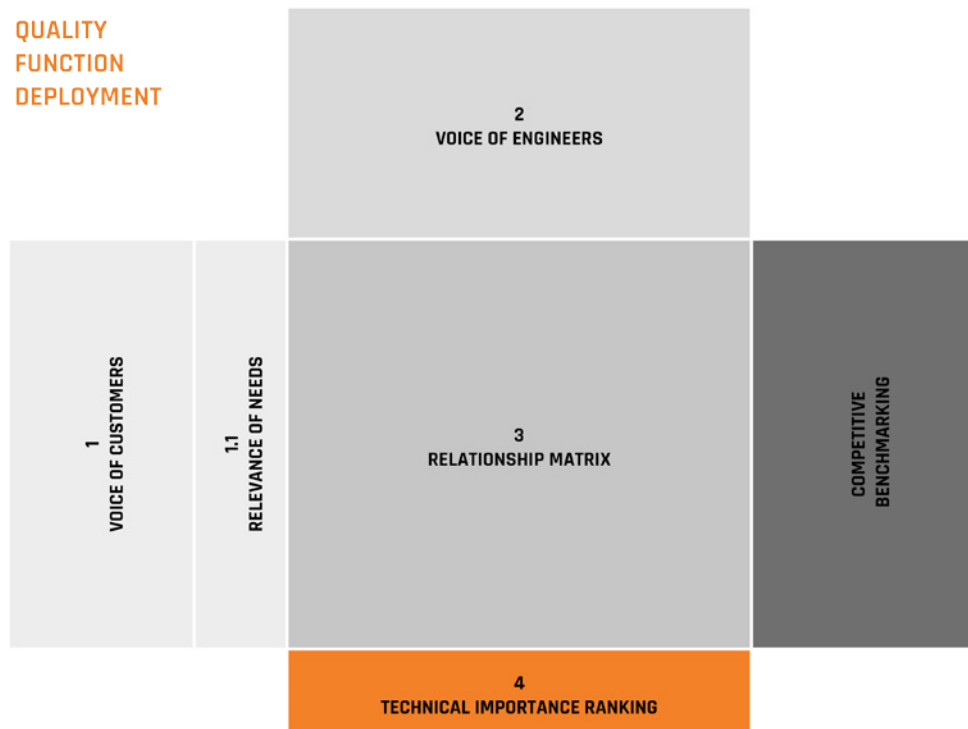 QUALITY
FUNCTION
DEPLOYMENT
2
VOICE OF ENGINEERS
1
VOICE OF CUSTOMERS
1.1
RELEVANCE OF NEEDS
3
RELATIONSHIP MATRIX
COMPETITIVE
BENCHMARKING
4
TECHNICAL IMPORTANCE RANKING